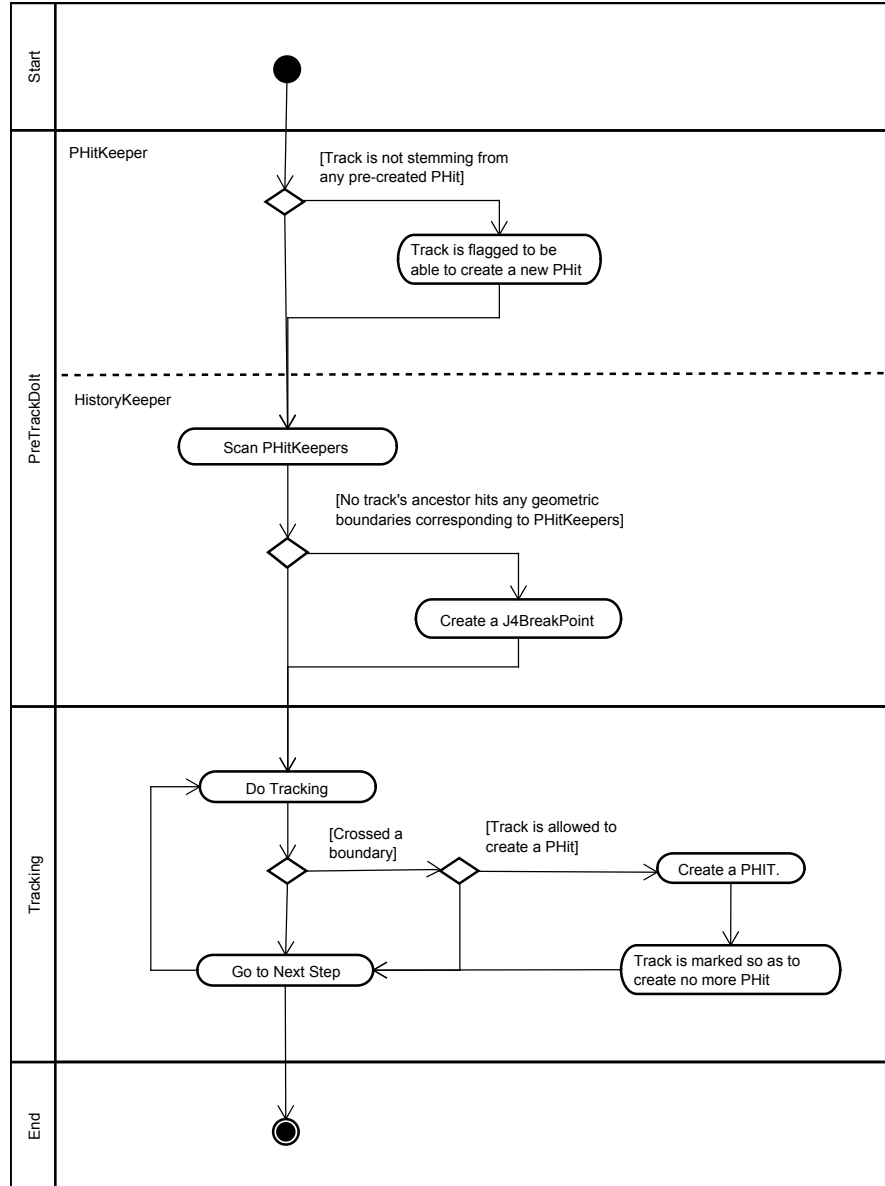 Start
PHitKeeper
[Track is not stemming from
any pre-created PHit]
Track is flagged to be
able to create a new PHit
PreTrackDoIt
HistoryKeeper
Scan PHitKeepers
[No track's ancestor hits any geometric
boundaries corresponding to PHitKeepers]
Create a J4BreakPoint
Tracking
Do Tracking
[Crossed a
boundary]
[Track is allowed to
create a PHit]
Create a PHIT.
Go to Next Step
Track is marked so as to
create no more PHit
End